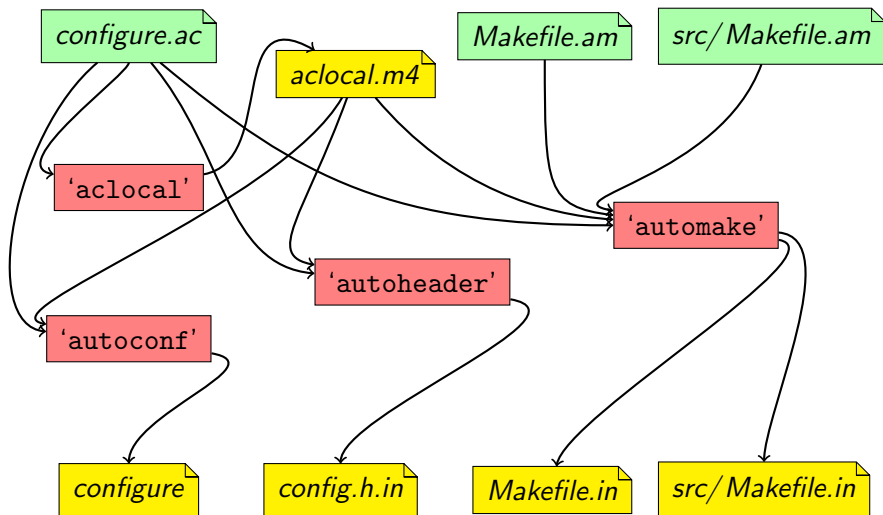 configure.ac
aclocal.m4
Makefile.am
src/Makefile.am
‘aclocal’
‘automake’
‘autoheader’
‘autoconf’
configure
config.h.in
Makefile.in
src/Makefile.in